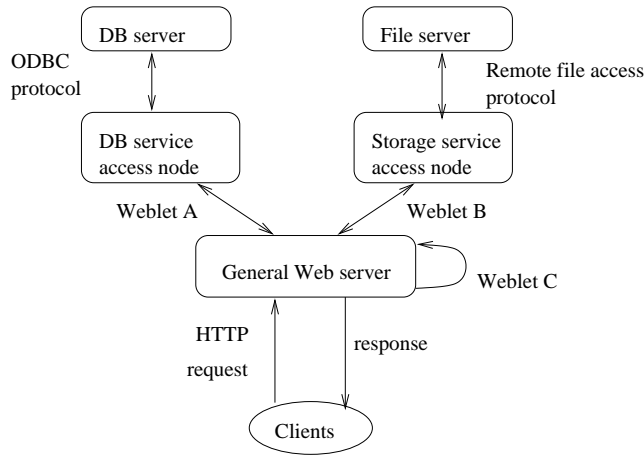 DB server
File server
ODBC
protocol
Remote file access
protocol
DB service
access node
Storage service
access node
Weblet A
Weblet B
General Web server
Weblet C
HTTP
request
response
Clients